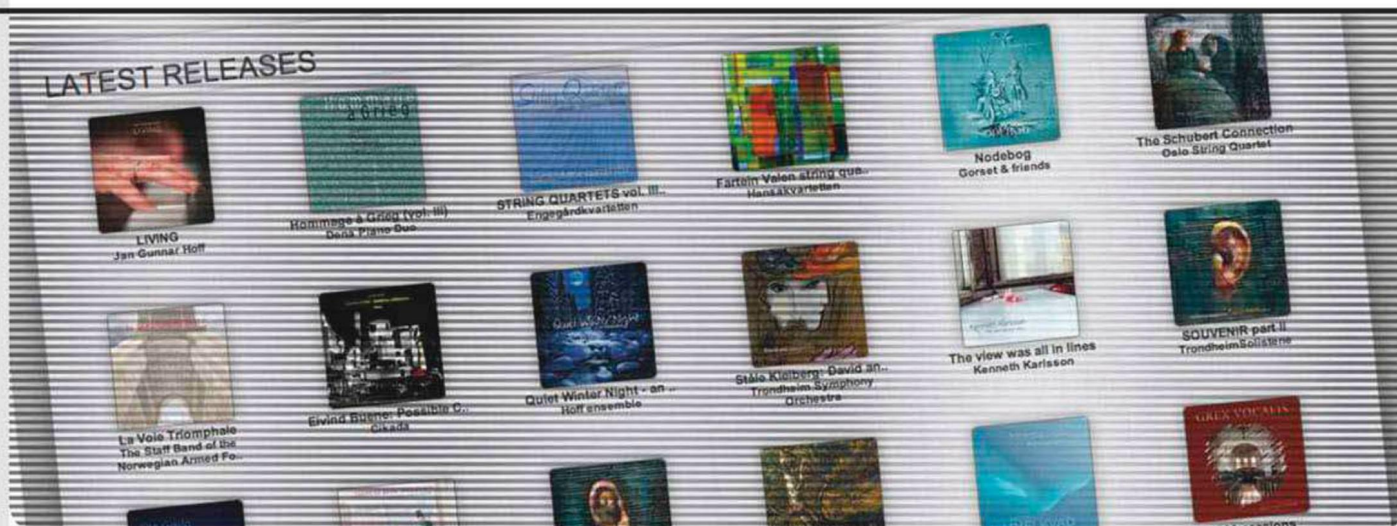 LATEST RELEASES
LIVING
Jan Gunnar Hoff
Hommage à Grieg (vol. III)
Dena Piano Duo
STRING QUARTETS vol. III..
Engegårdkvartetten
Fartein Valen string qua..
Hansakvartetten
Nodebog
Gorset & friends
The Schubert Connection
Oslo String Quartet
La Voie Triomphale
The Staff Band of the
Norwegian Armed Fo..
Eivind Buene: Possible C..
Cikada
Quiet Winter Night
Quiet Winter Night - an ..
Hoff ensemble
Ståle Kleiberg: David an..
Trondheim Symphony
Orchestra
The view was all in lines
Kenneth Karlsson
SOUVENIR part II
TrondheimSolistene
GREX VOCALIS